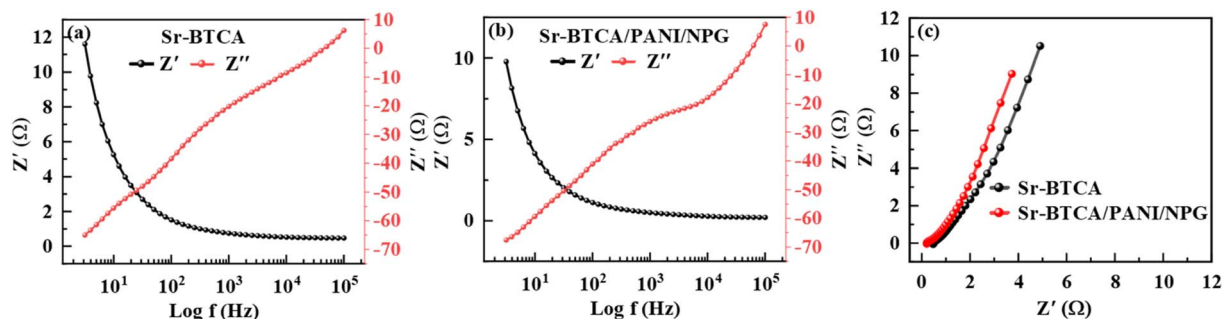 (a)
Sr-BTCA
Z′ Z″
Z′ (Ω)
12
10
8
6
4
2
0
10
0
-10
-20
-30
-40
-50
-60
-70
Z″ (Ω)
10¹ 10² 10³ 10⁴ 10⁵
Log f (Hz)
(b)
Sr-BTCA/PANI/NPG
Z′ Z″
Z′ (Ω)
10
5
0
10
0
-10
-20
-30
-40
-50
-60
-70
Z″ (Ω)
10¹ 10² 10³ 10⁴ 10⁵
Log f (Hz)
(c)
Z″ (Ω)
12
10
8
6
4
2
0
Sr-BTCA
Sr-BTCA/PANI/NPG
0 2 4 6 8 10 12
Z′ (Ω)